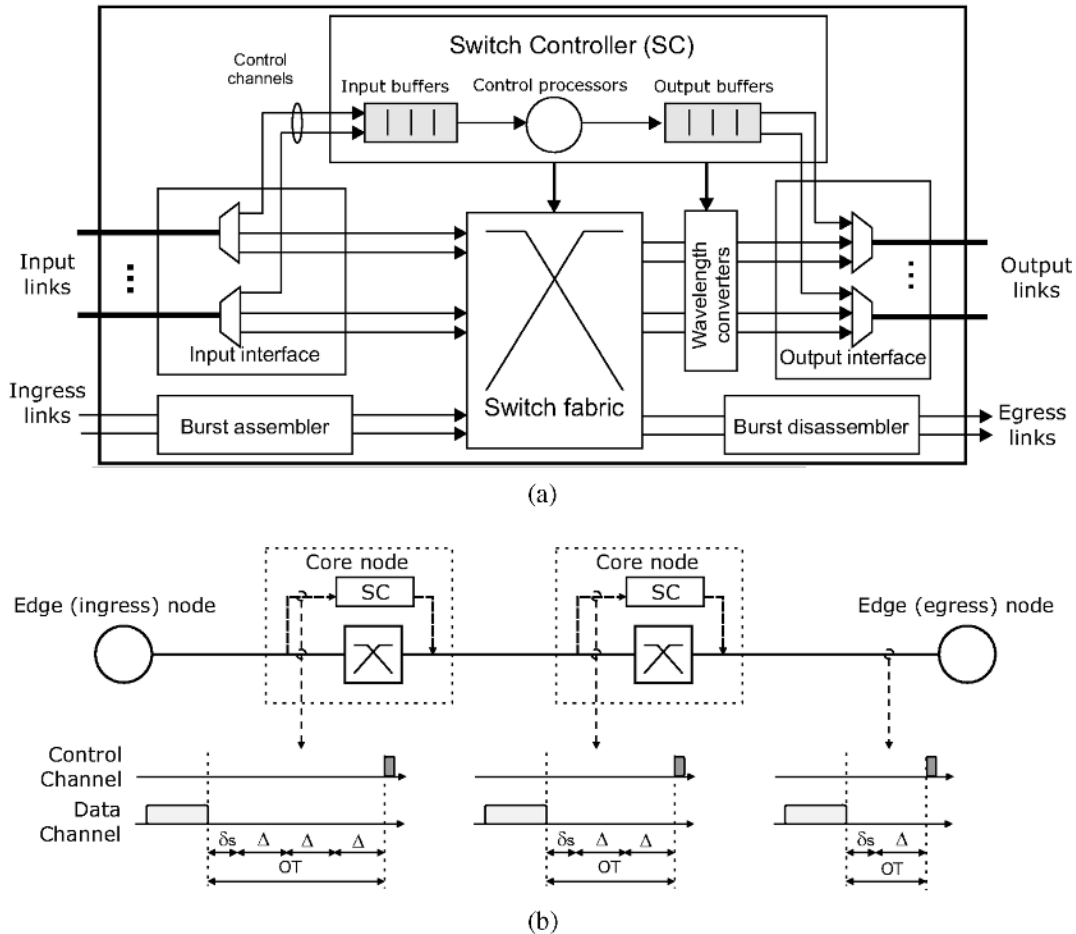 Switch Controller (SC)
Control
channels
Input buffers
Control processors
Output buffers
Input
links
Input interface
Switch fabric
Wavelength
converters
Output interface
Output
links
Ingress
links
Burst assembler
Burst disassembler
Egress
links
(a)
Core node
SC
Core node
SC
Edge (ingress) node
Edge (egress) node
Control
Channel
Data
Channel
δs Δ Δ Δ
OT
δs Δ Δ
OT
δs Δ
OT
(b)